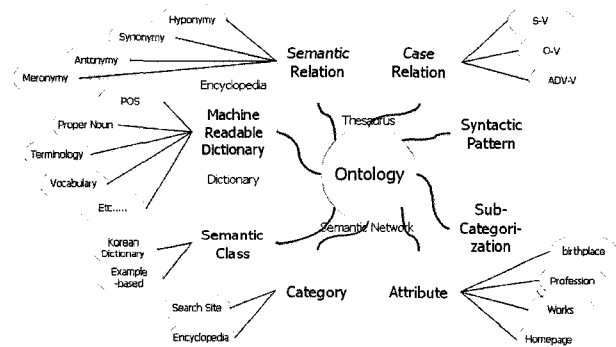 Hyponymy
Synonymy
Antonymy
Meronymy
Semantic
Relation
Case
Relation
S-V
O-V
ADV-V
Encyclopedia
POS
Proper Noun
Terminology
Vocabulary
Etc.....
Machine
Readable
Dictionary
Dictionary
Thesaurus
Ontology
Semantic Network
Syntactic
Pattern
Sub-
Categori-
zation
Korean
Dictionary
Example
-based
Semantic
Class
Search Site
Encyclopedia
Category
Attribute
birthplace
Profession
Works
Homepage